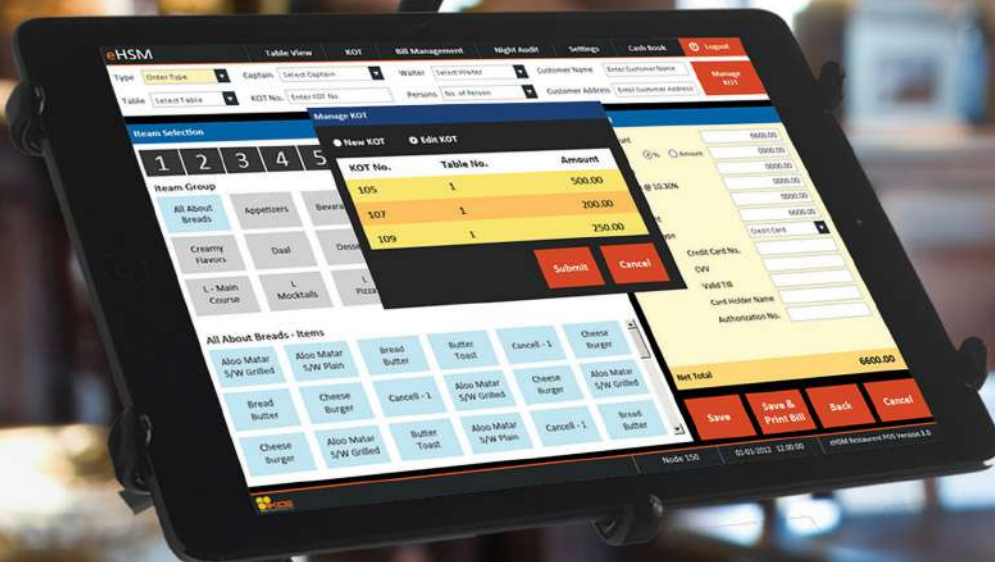 eHSM Table View KOT Bill Management Night Audit Settings Cash Book Logout
Type Order Type Captain Select Captain Waiter Select Waiter Customer Name Enter Customer Name
Table Select Table KOT No. Enter KOT No. Persons No. of Person Customer Address Enter Customer Address
Manage
KOT
Iteam Selection
1 2 3 4 5
Iteam Group
All About
Breads
Appetizers
Creamy
Flavors
Daal
L - Main
Course
L
Mocktails
Manage KOT
New KOT Edit KOT
KOT No. Table No. Amount
105 1 500.00
107 1 200.00
109 1 250.00
Submit Cancel
All About Breads - Items
Aloo Matar
S/W Grilled
Aloo Matar
S/W Plain
Bread
Butter
Butter
Toast
Cancell - 1
Cheese
Burger
Bread
Butter
Cheese
Burger
Cancell - 1
Aloo Matar
S/W Grilled
Cheese
Burger
Aloo Matar
S/W Grilled
Cheese
Burger
Aloo Matar
S/W Grilled
Butter
Toast
Aloo Matar
S/W Plain
Cancell - 1
Bread
Butter
6600.00
% Amount 0000.00
0000.00
@ 10.30% 0000.00
0000.00
6600.00
Credit Card
Credit Card No.
CVV
Valid Till
Card Holder Name
Authorization No.
Net Total 6600.00
Save
Save &
Print Bill
Back
Cancel
Node 150 01-01-2012 12:00:00 eHSM Restaurent POS Version 1.0